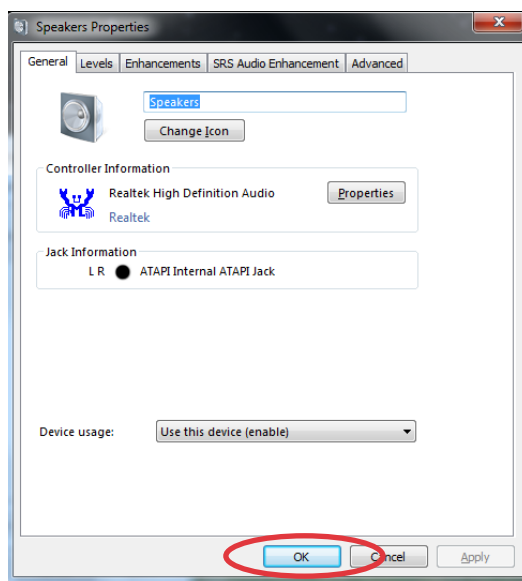 Speakers Properties
General Levels Enhancements SRS Audio Enhancement Advanced
Speakers
Change Icon
Controller Information
Realtek High Definition Audio Properties
Realtek
Jack Information
L R ATAPI Internal ATAPI Jack
Device usage: Use this device (enable)
OK Cancel Apply